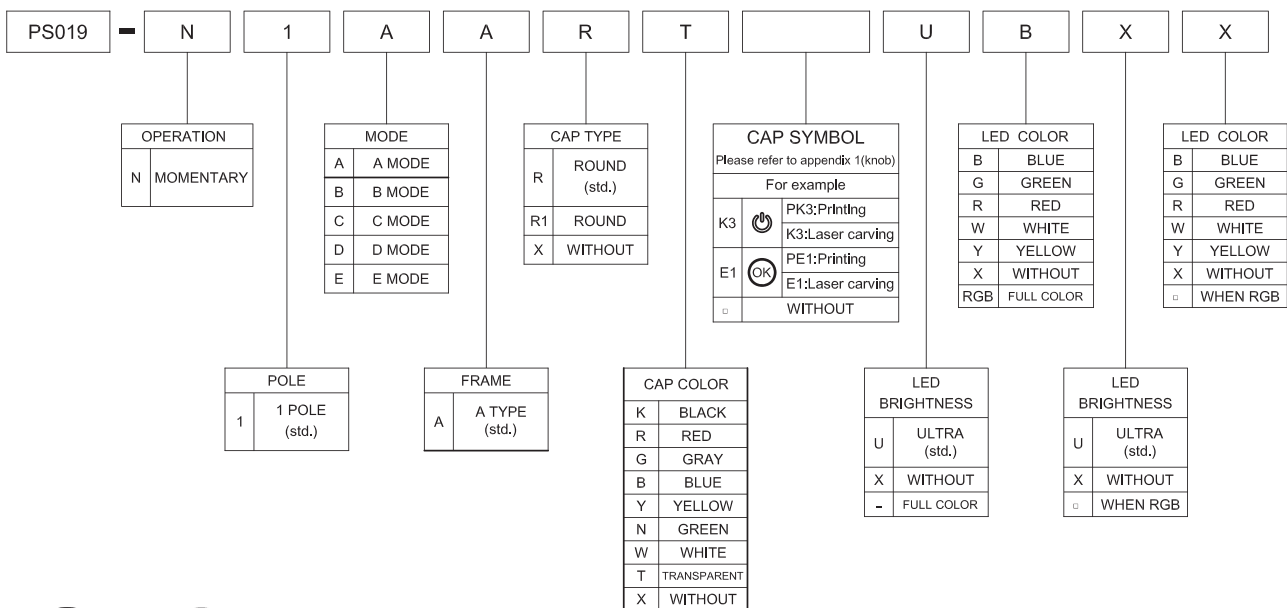 PS019 - N 1 A A R T U B X X
OPERATION
N MOMENTARY
MODE
A A MODE
B B MODE
C C MODE
D D MODE
E E MODE
CAP TYPE
R ROUND
(std.)
R1 ROUND
X WITHOUT
CAP SYMBOL
Please refer to appendix 1(knob)
For example
K3 PK3:Printing
K3:Laser carving
E1 OK PE1:Printing
E1:Laser carving
□ WITHOUT
LED COLOR
B BLUE
G GREEN
R RED
W WHITE
Y YELLOW
X WITHOUT
RGB FULL COLOR
LED COLOR
B BLUE
G GREEN
R RED
W WHITE
Y YELLOW
X WITHOUT
□ WHEN RGB
POLE
1 1 POLE
(std.)
FRAME
A A TYPE
(std.)
CAP COLOR
K BLACK
R RED
G GRAY
B BLUE
Y YELLOW
N GREEN
W WHITE
T TRANSPARENT
X WITHOUT
LED
BRIGHTNESS
U ULTRA
(std.)
X WITHOUT
- FULL COLOR
LED
BRIGHTNESS
U ULTRA
(std.)
X WITHOUT
□ WHEN RGB